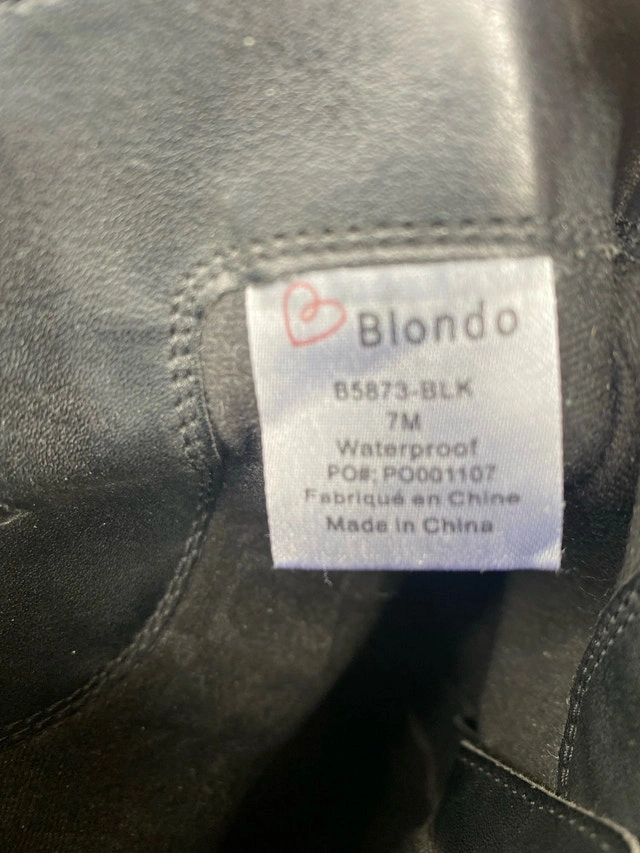 Blondo
B5873-BLK
7M
Waterproof
PO#: PO001107
Fabriqué en Chine
Made in China